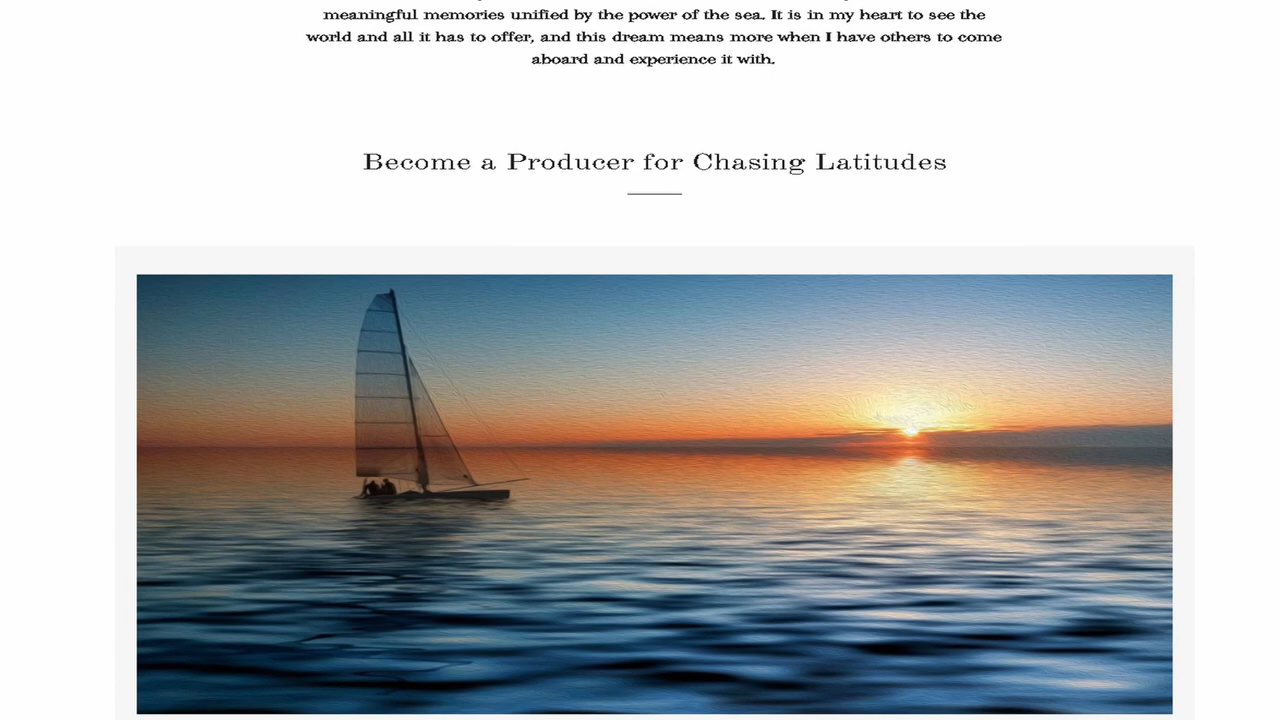 meaningful memories unified by the power of the sea. It is in my heart to see the
world and all it has to offer, and this dream means more when I have others to come
aboard and experience it with.
Become a Producer for Chasing Latitudes